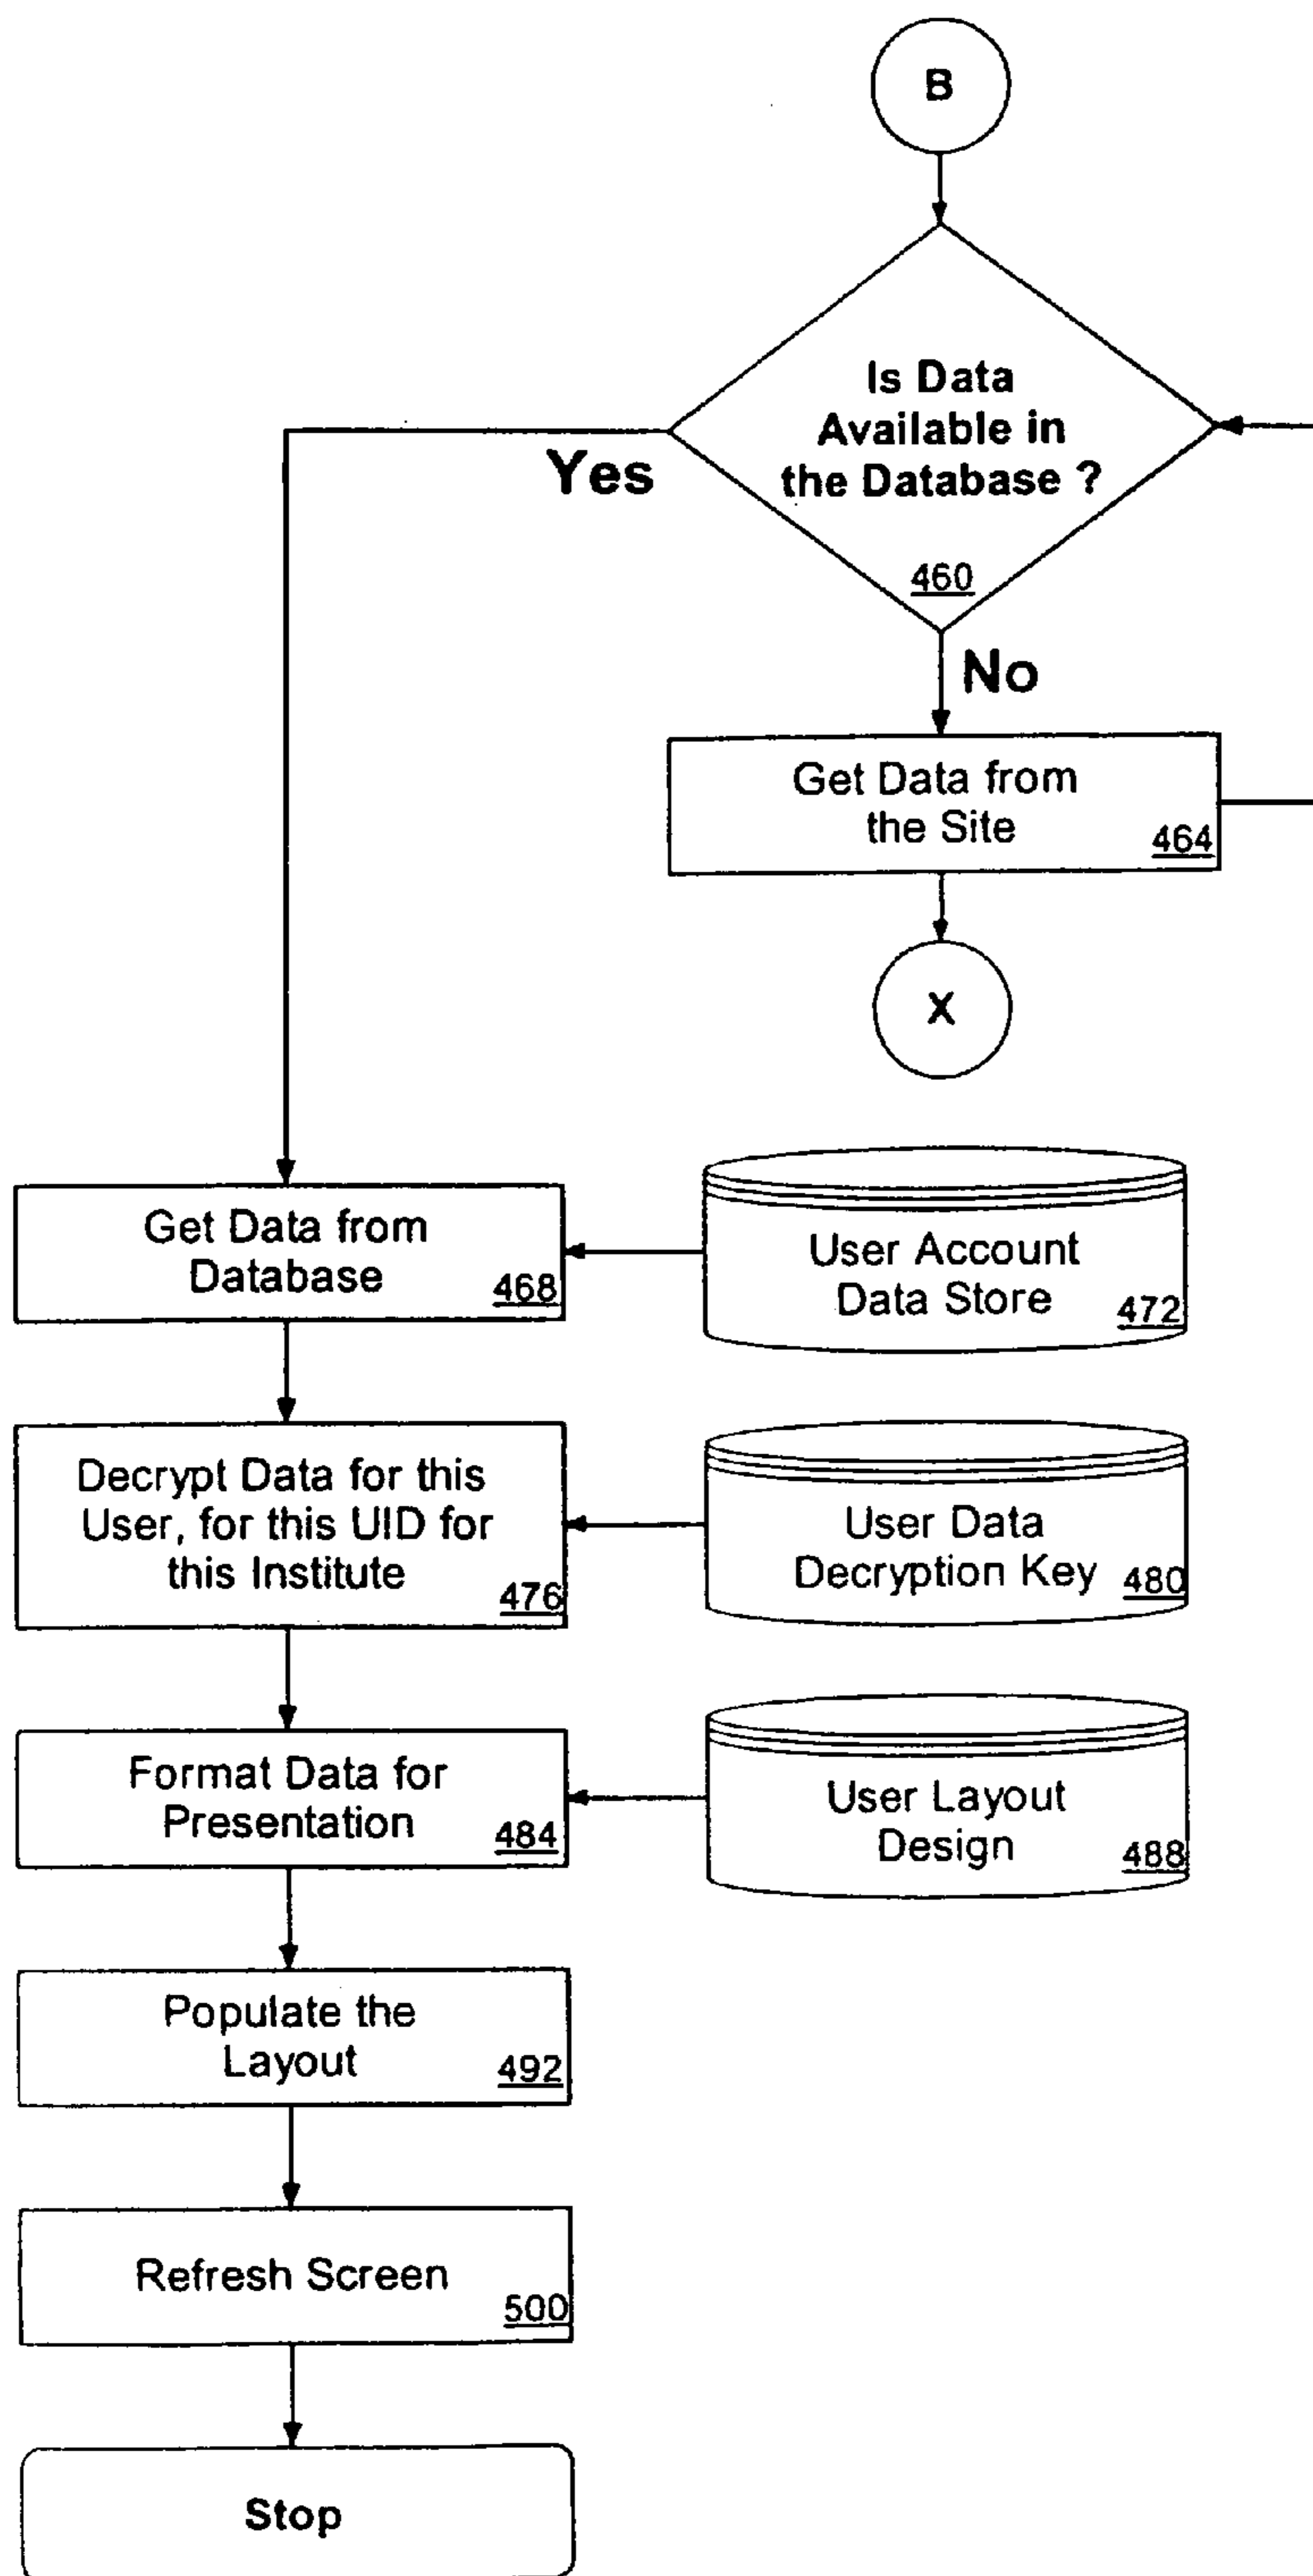 B
Is Data
Available in
the Database ?
460
Yes
No
Get Data from
the Site
464
X
Get Data from
Database
468
User Account
Data Store
472
Decrypt Data for this
User, for this UID for
this Institute
476
User Data
Decryption Key
480
Format Data for
Presentation
484
User Layout
Design
488
Populate the
Layout
492
Refresh Screen
500
Stop